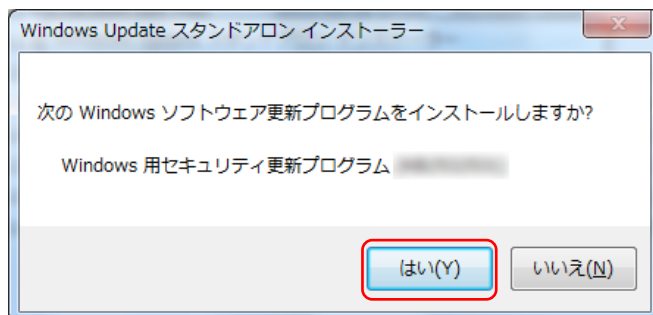 Windows Update スタンドアロン インストーラー
次の Windows ソフトウェア更新プログラムをインストールしますか?
Windows 用セキュリティ更新プログラム
はい(Y)
いいえ(N)